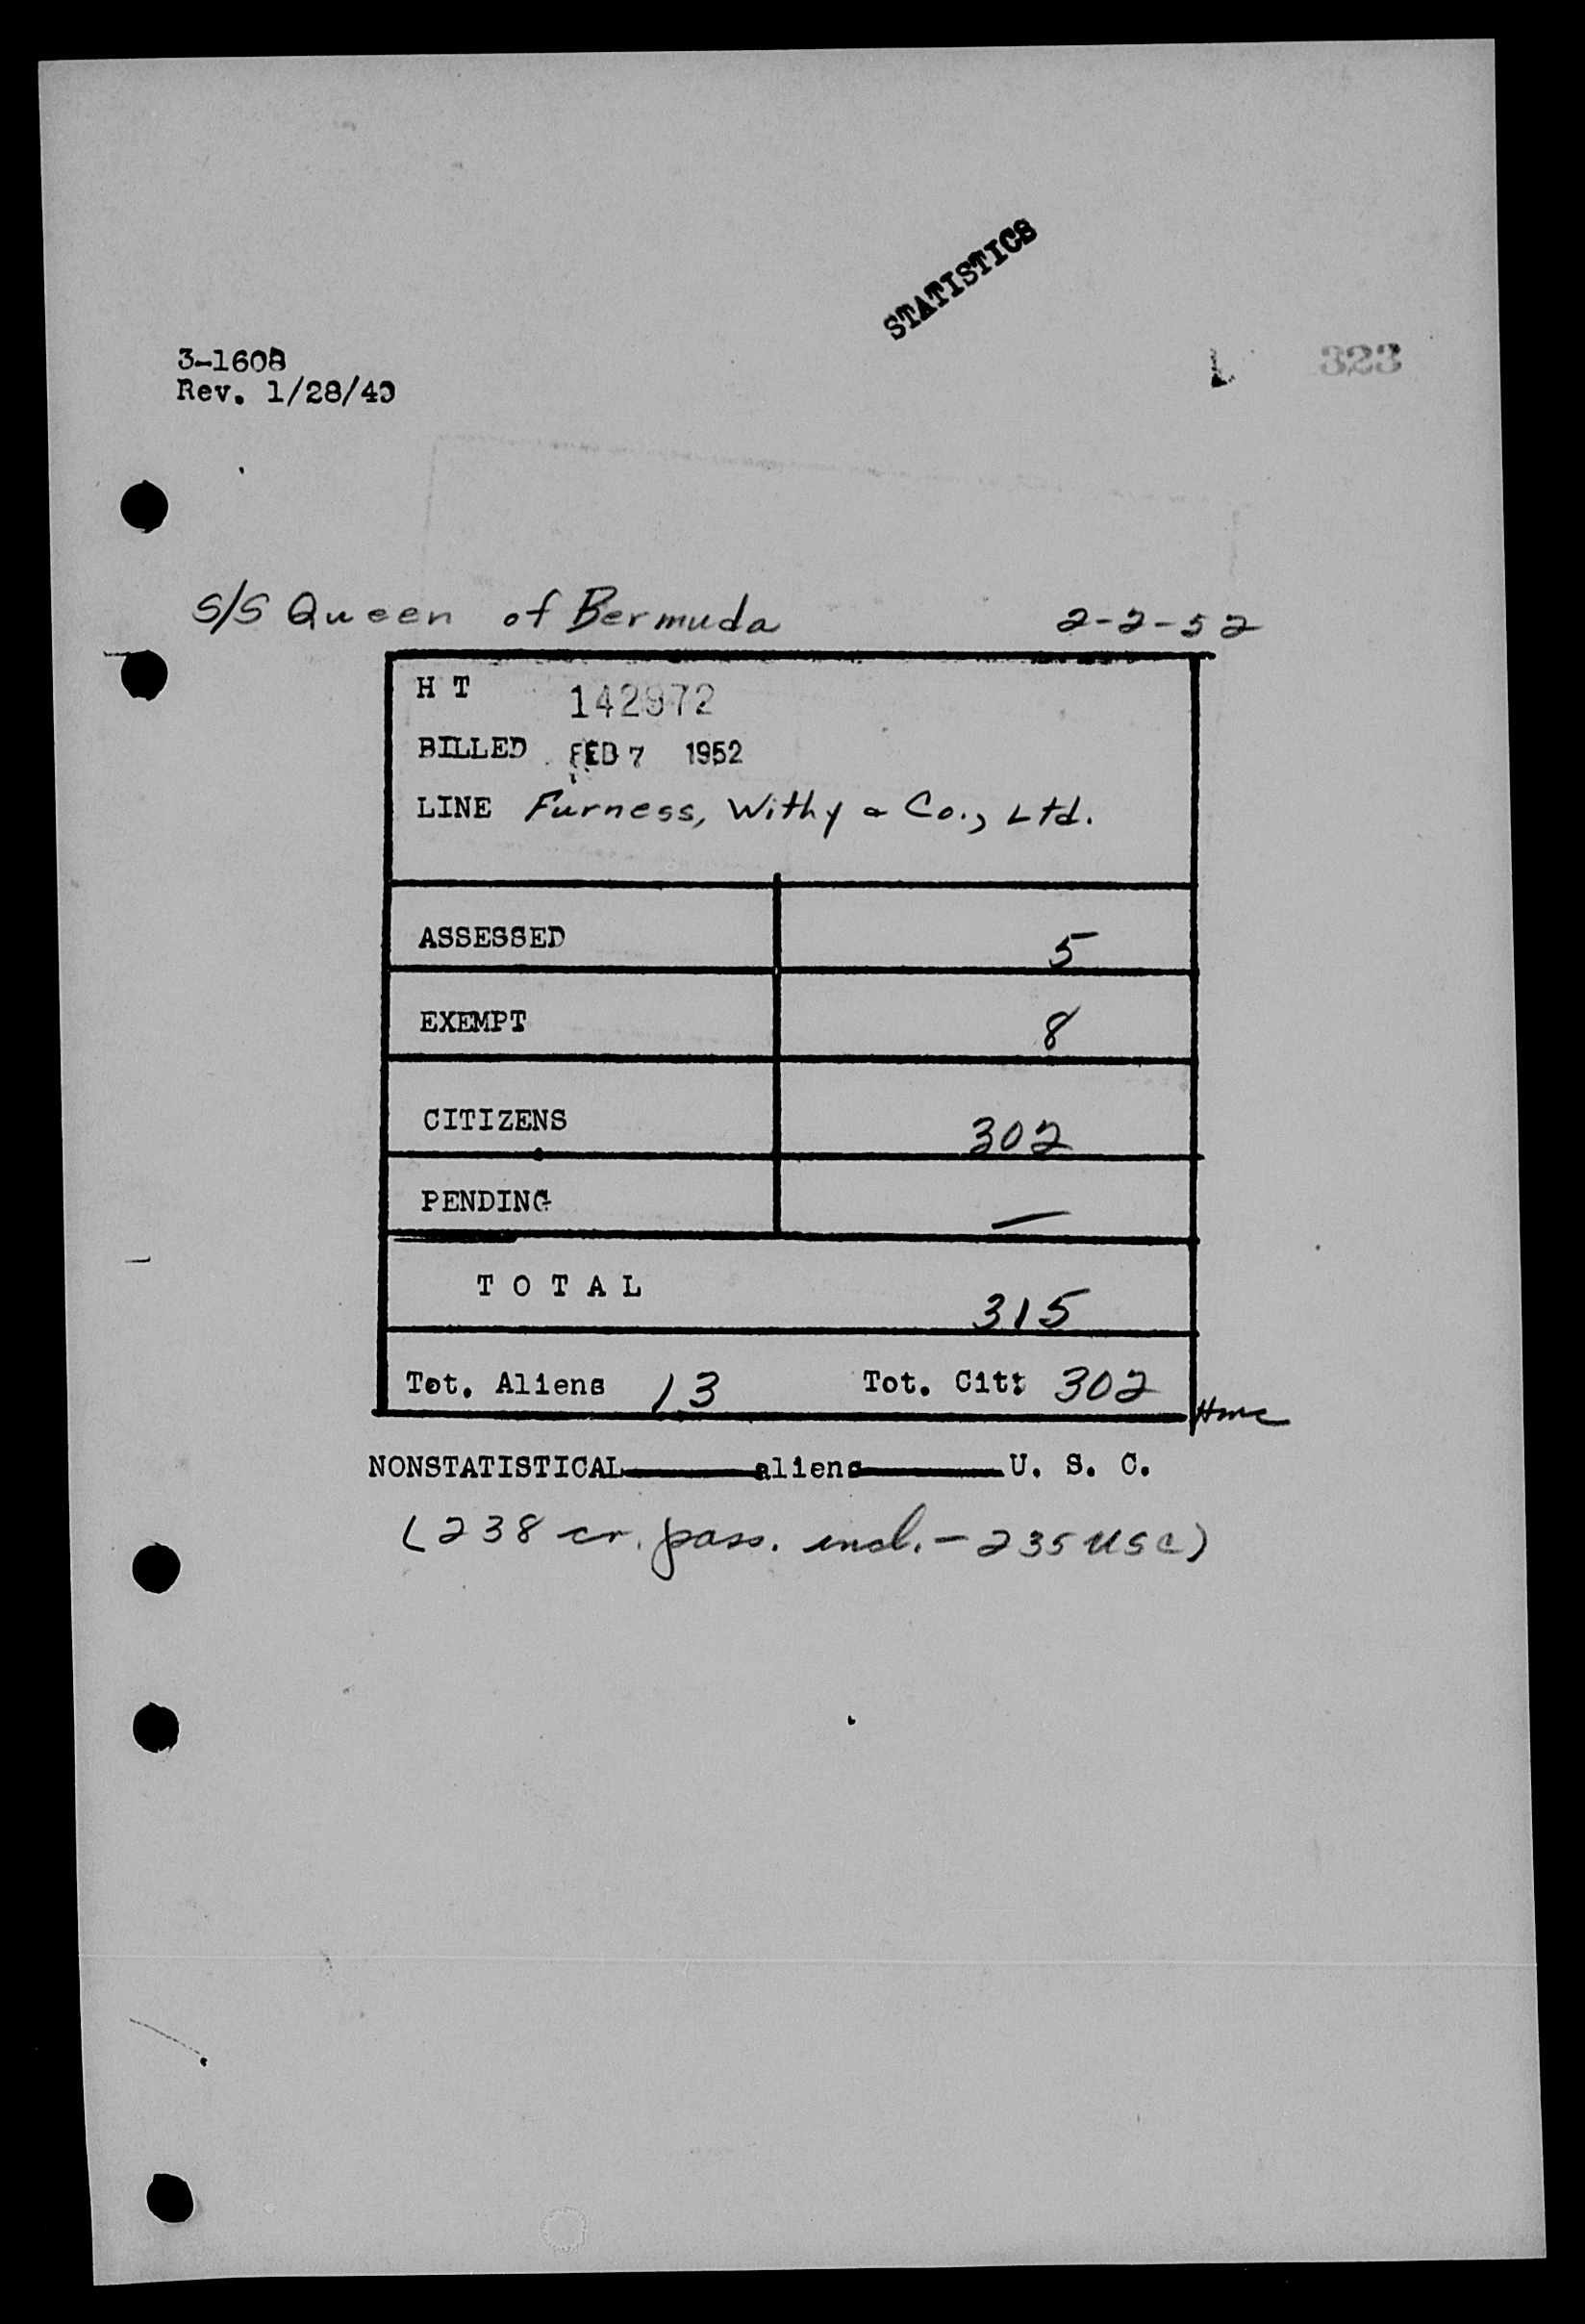 STATISTICS
323
3-1608
Rev. 1/28/49
S/S Queen of Bermuda 2-2-52
H T 142972
BILLED FEB 7 1952
LINE Furness, Withy & Co., Ltd.
ASSESSED 5
EXEMPT 8
CITIZENS 302
PENDING —
T O T A L 315
Tot. Aliens 13 Tot. Cit: 302
NONSTATISTICAL aliens U. S. C.
(238 cr. pass. incl. - 235 USC)